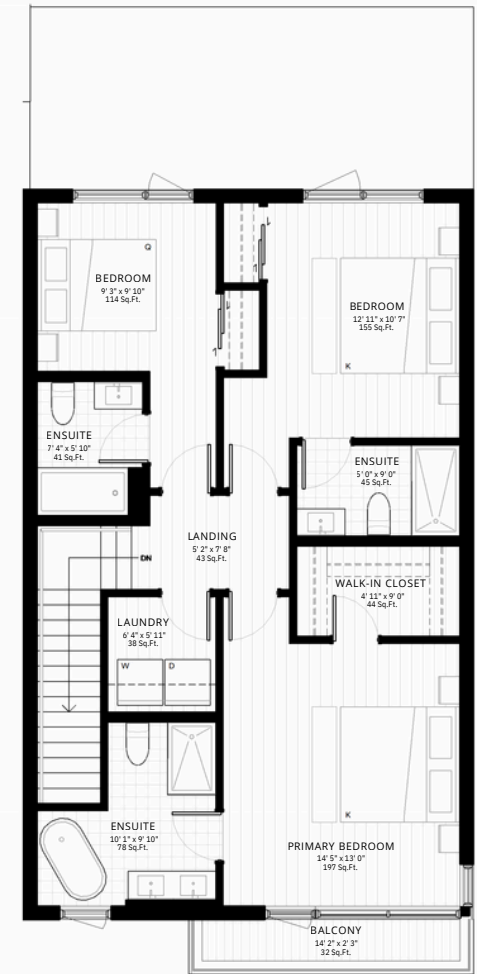 Q
BEDROOM
9' 3" x 9' 10"
114 Sq.Ft.
BEDROOM
12' 11" x 10' 7"
155 Sq.Ft.
K
ENSUITE
7' 4" x 5' 10"
41 Sq.Ft.
ENSUITE
5' 0" x 9' 0"
45 Sq.Ft.
LANDING
5' 2" x 7' 8"
43 Sq.Ft.
DN
WALK-IN CLOSET
4' 11" x 9' 0"
44 Sq.Ft.
LAUNDRY
6' 4" x 5' 11"
38 Sq.Ft.
W D
K
ENSUITE
10' 1" x 9' 10"
78 Sq.Ft.
PRIMARY BEDROOM
14' 5" x 13' 0"
197 Sq.Ft.
BALCONY
14' 2" x 2' 3"
32 Sq.Ft.